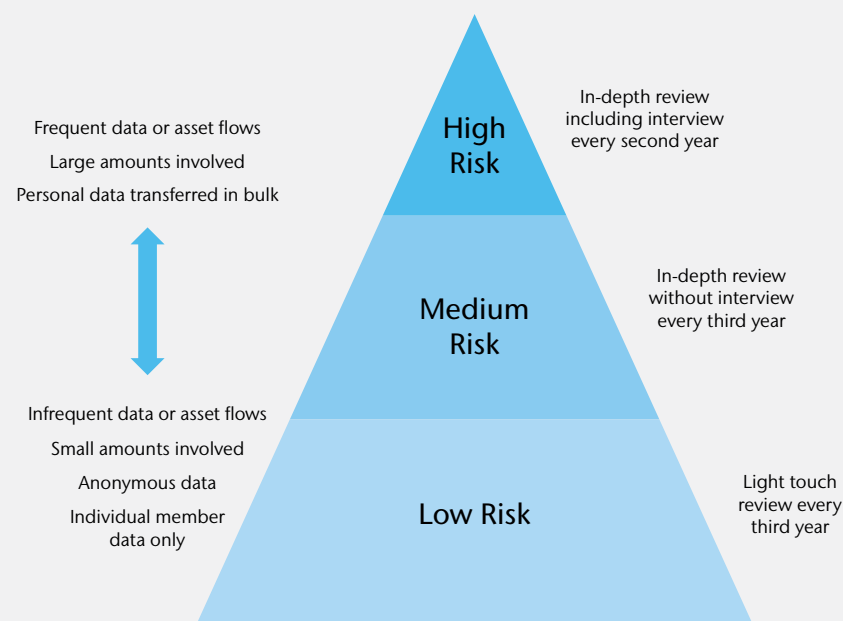 Frequent data or asset flows
Large amounts involved
Personal data transferred in bulk
High
Risk
In-depth review
including interview
every second year
Medium
Risk
In-depth review
without interview
every third year
Infrequent data or asset flows
Small amounts involved
Anonymous data
Individual member
data only
Low Risk
Light touch
review every
third year